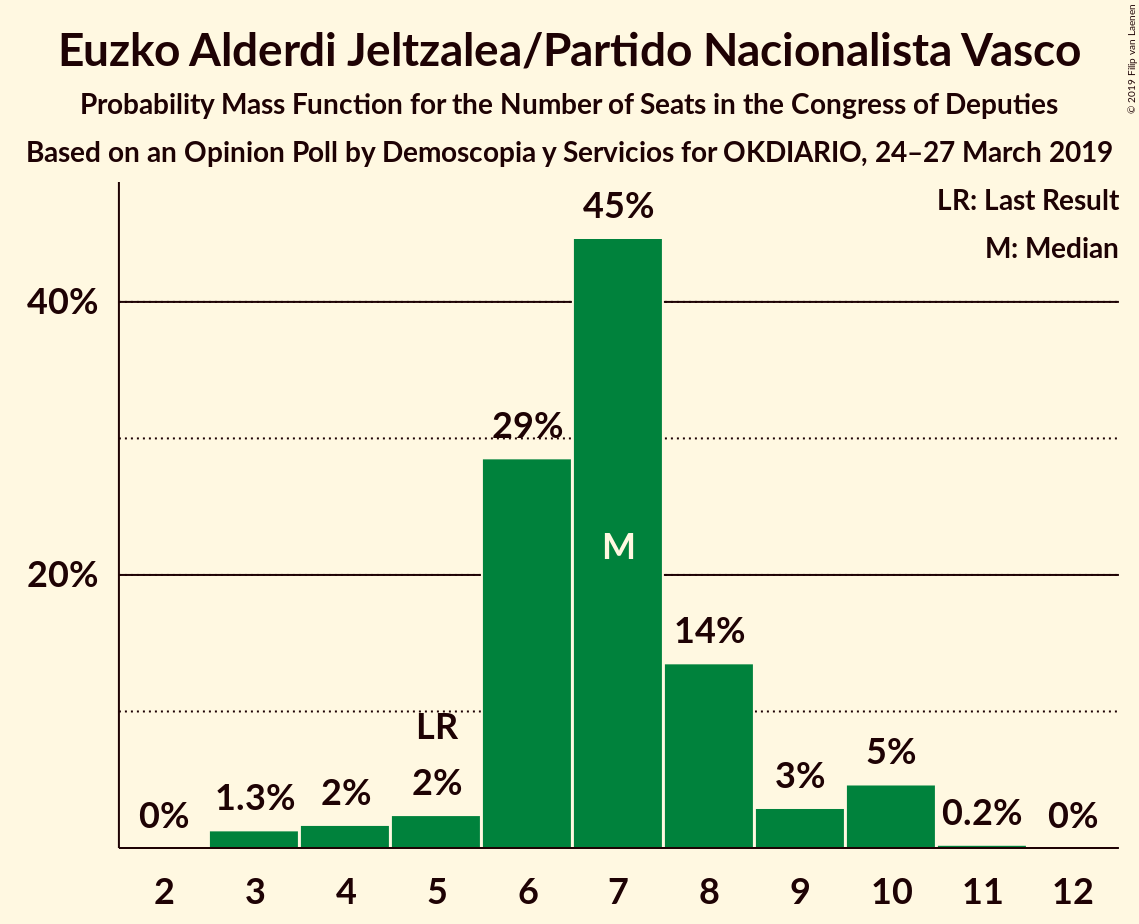 Euzko Alderdi Jeltzalea/Partido Nacionalista Vasco
Probability Mass Function for the Number of Seats in the Congress of Deputies
Based on an Opinion Poll by Demoscopia y Servicios for OKDIARIO, 24–27 March 2019
© 2019 Filip van Laenen
LR: Last Result
M: Median
45%
40%
29%
M
20%
14%
LR
5%
3%
2%
2%
1.3%
0.2%
0%
0%
2 3 4 5 6 7 8 9 10 11 12